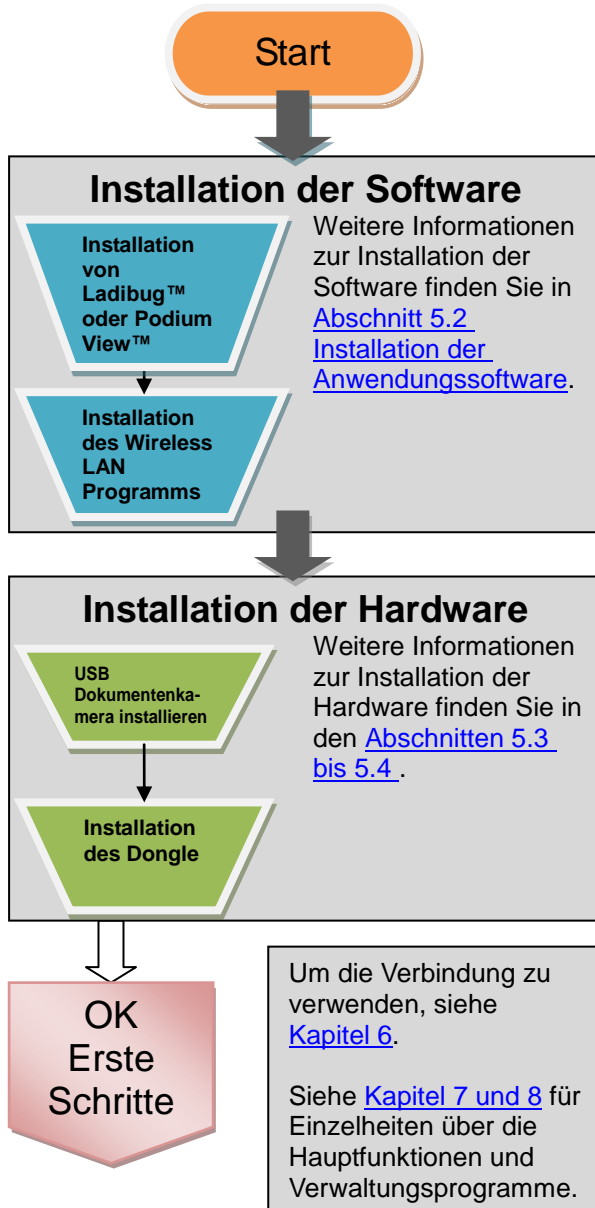 Start
Installation der Software
Installation
von
Ladibug™
oder Podium
View™
Installation
des Wireless
LAN
Programms
Weitere Informationen
zur Installation der
Software finden Sie in
Abschnitt 5.2
Installation der
Anwendungssoftware.
Installation der Hardware
USB
Dokumentenka-
mera installieren
Installation
des Dongle
Weitere Informationen
zur Installation der
Hardware finden Sie in
den Abschnitten 5.3
bis 5.4 .
OK
Erste
Schritte
Um die Verbindung zu
verwenden, siehe
Kapitel 6.
Siehe Kapitel 7 und 8 für
Einzelheiten über die
Hauptfunktionen und
Verwaltungsprogramme.